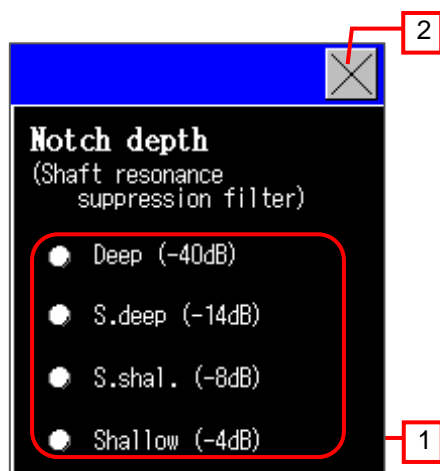 2
Notch depth
(Shaft resonance
suppression filter)
Deep (-40dB)
S.deep (-14dB)
S.shal. (-8dB)
Shallow (-4dB)
1